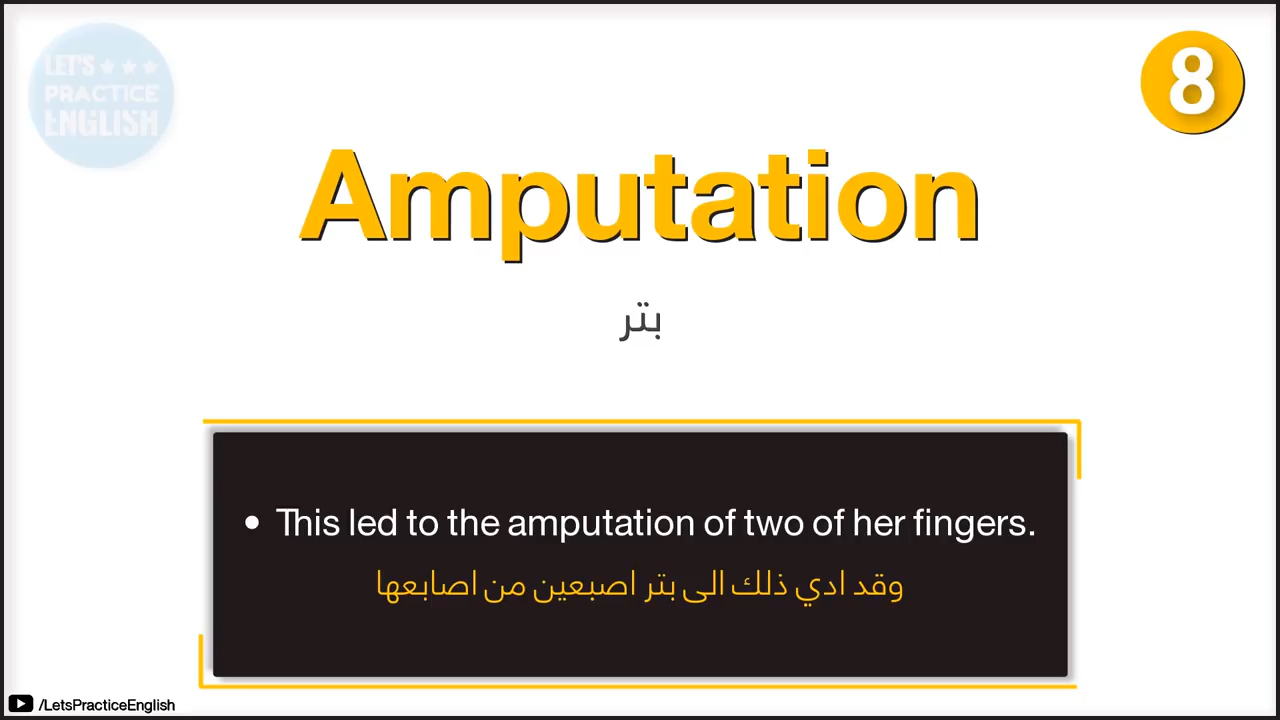 LET'S
PRACTICE
ENGLISH
8
Amputation
بتر
• This led to the amputation of two of her fingers.
وقد ادي ذلك الى بتر اصبعين من اصابعها
/LetsPracticeEnglish